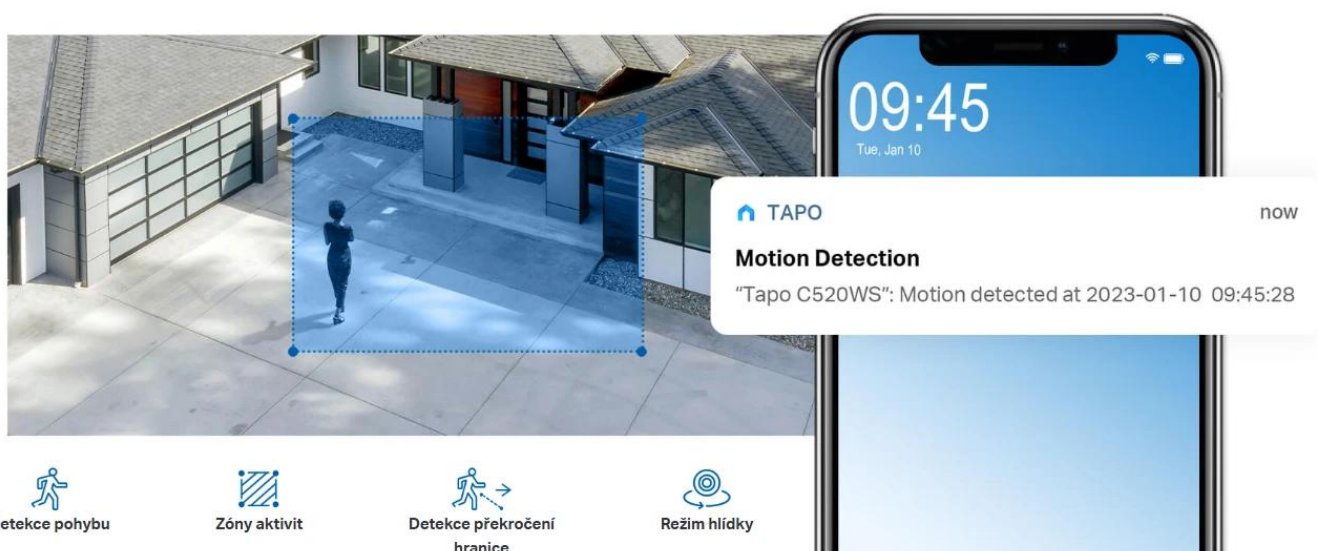 09:45
Tue, Jan 10
TAPO
now
Motion Detection
“Tapo C520WS”: Motion detected at 2023-01-10 09:45:28
etekce pohybu
Zóny aktivit
Detekce překročení
hranice
Režim hlídky